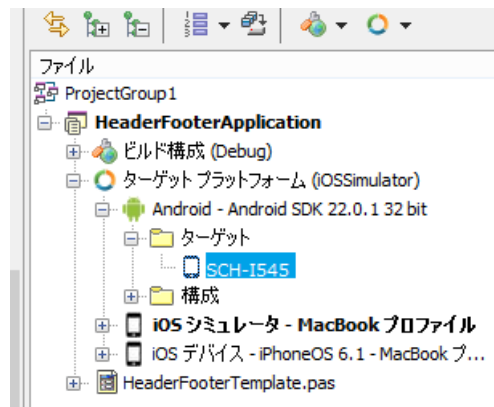 ファイル
ProjectGroup1
HeaderFooterApplication
ビルド構成 (Debug)
ターゲット プラットフォーム (iOSSimulator)
Android - Android SDK 22.0.1 32 bit
ターゲット
SCH-I545
構成
iOS シミュレータ - MacBook プロファイル
iOS デバイス - iPhoneOS 6.1 - MacBook プ...
HeaderFooterTemplate.pas